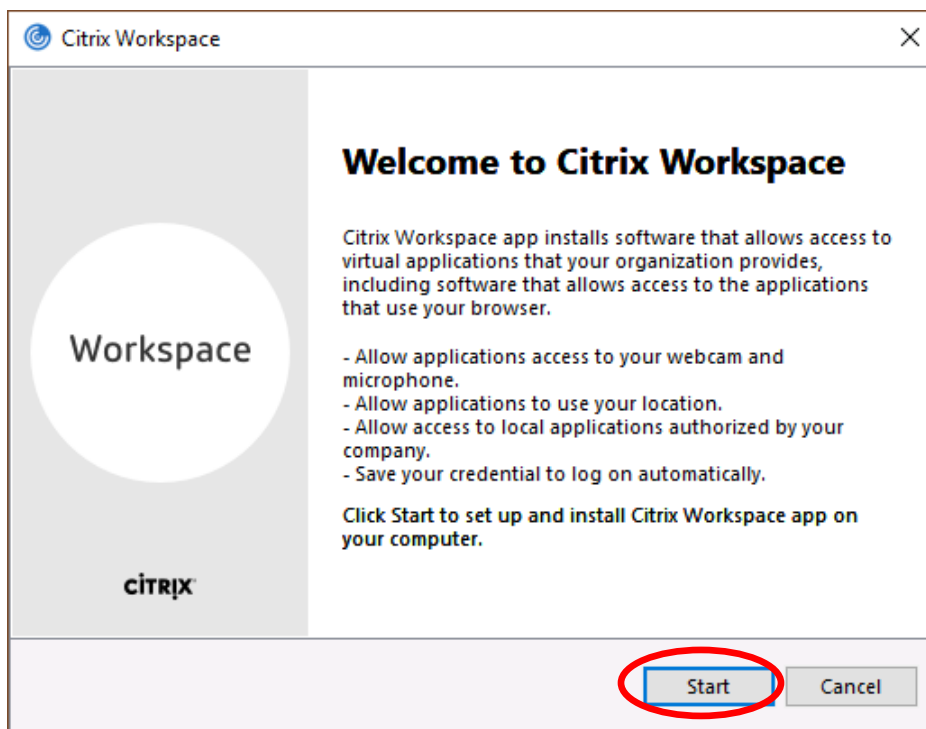 Citrix Workspace
Welcome to Citrix Workspace
Citrix Workspace app installs software that allows access to
virtual applications that your organization provides,
including software that allows access to the applications
that use your browser.
- Allow applications access to your webcam and
microphone.
- Allow applications to use your location.
- Allow access to local applications authorized by your
company.
- Save your credential to log on automatically.
Click Start to set up and install Citrix Workspace app on
your computer.
Workspace
CİTRIX
Start Cancel